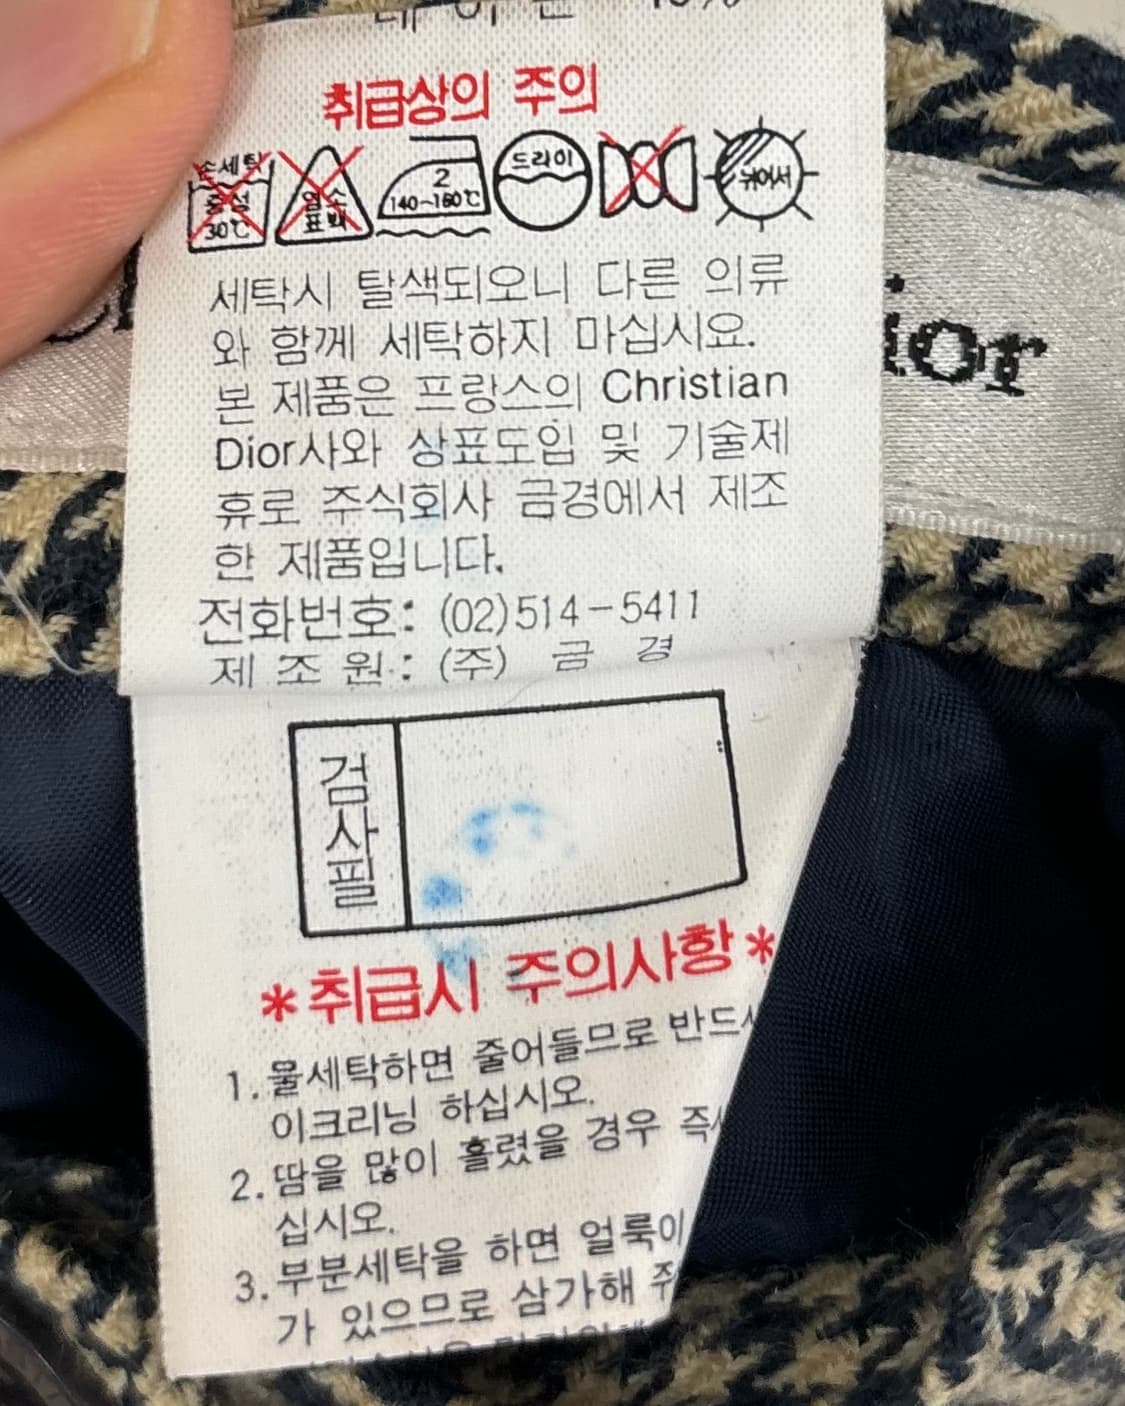 취급상의 주의
손세탁 중성 30℃
염소 표백
2 140~160℃
드라이
뉘어서
세탁시 탈색되오니 다른 의류
와 함께 세탁하지 마십시요.
본 제품은 프랑스의 Christian
Dior사와 상표도입 및 기술제
휴로 주식회사 금경에서 제조
한 제품입니다.
전화번호: (02)514-5411
제 조 원 : (주) 금 경
ior
검사필
*취급시 주의사항*
1. 물세탁하면 줄어들므로 반드
이크리닝 하십시오.
2. 땀을 많이 흘렸을 경우
십시오.
3. 부분세탁을 하면 얼룩이
가 있으므로 삼가해